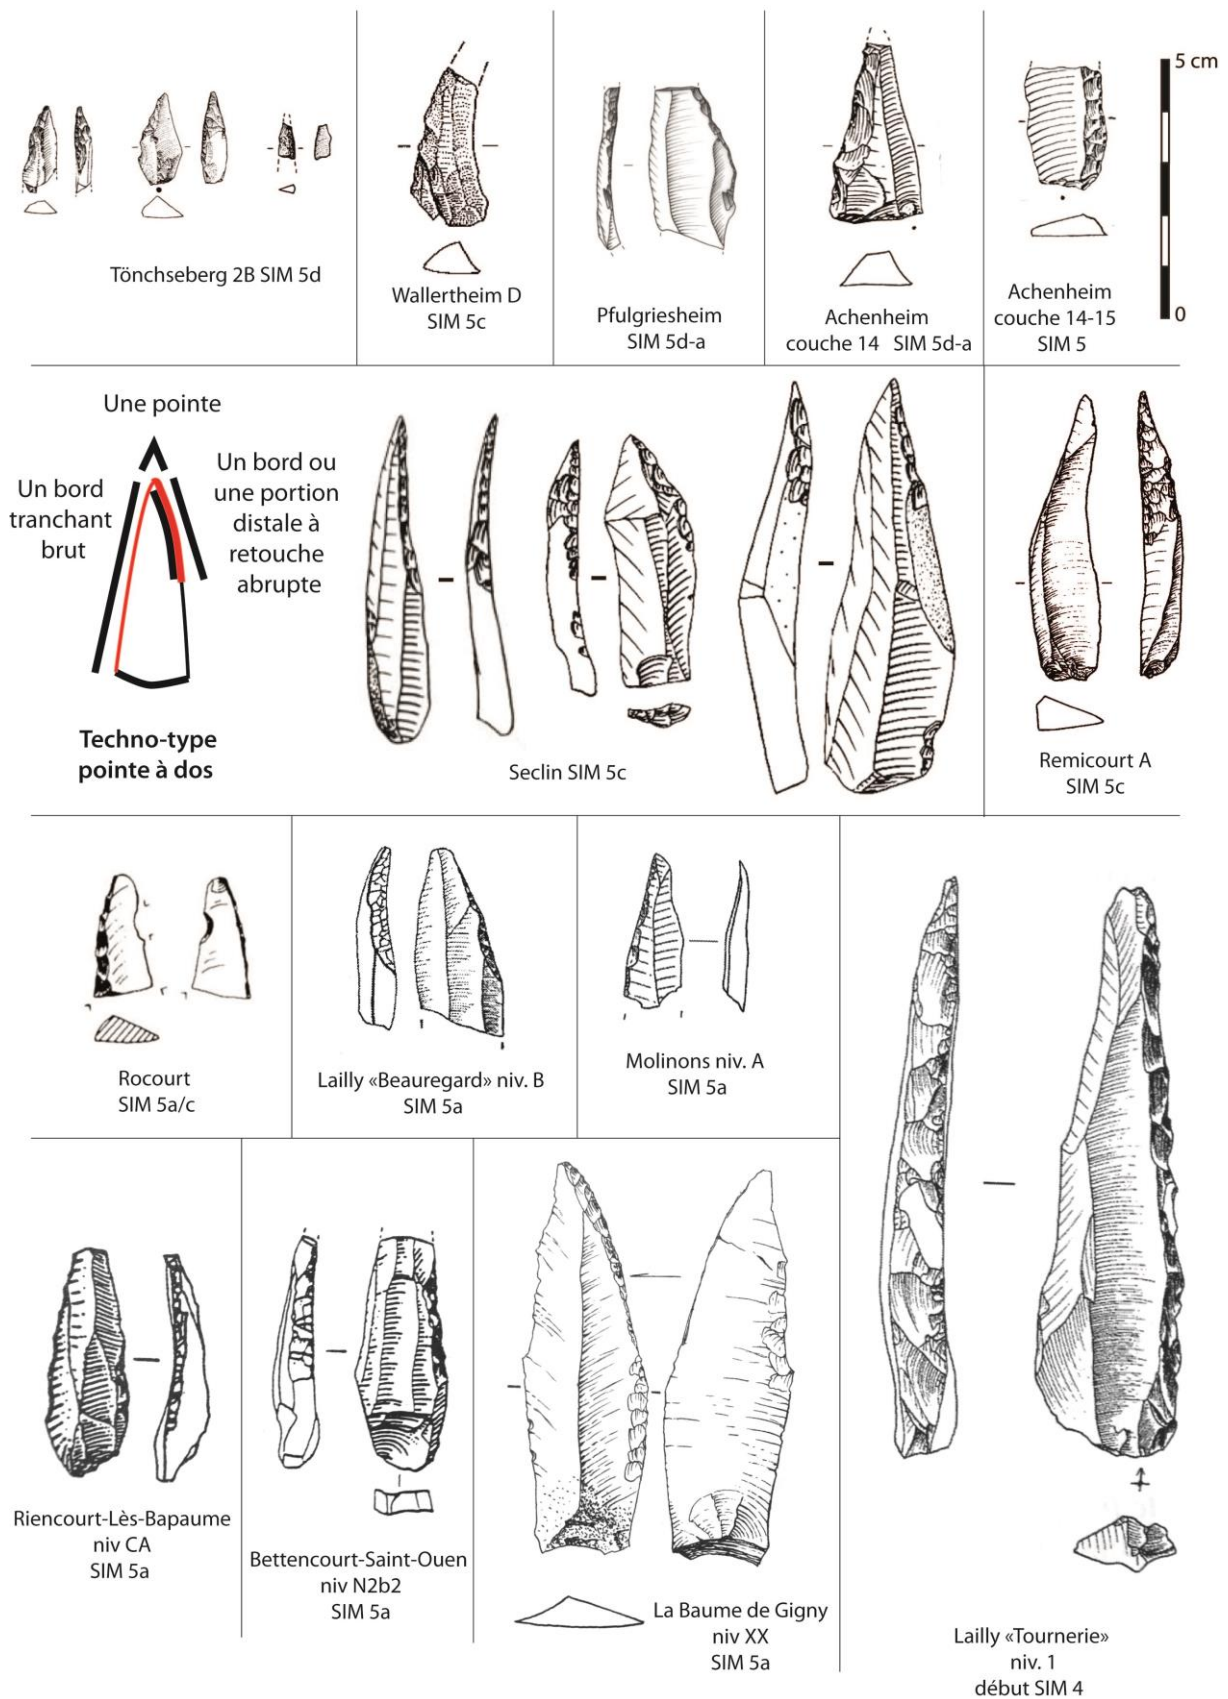 5 cm
0
Tönchseberg 2B SIM 5d
Wallertheim D
SIM 5c
Pfulgriesheim
SIM 5d-a
Achenheim
couche 14 SIM 5d-a
Achenheim
couche 14-15
SIM 5
Une pointe
Un bord
tranchant
brut
Un bord ou
une portion
distale à
retouche
abrupte
Techno-type
pointe à dos
Seclin SIM 5c
Remicourt A
SIM 5c
Rocourt
SIM 5a/c
Lailly «Beauregard» niv. B
SIM 5a
Molinons niv. A
SIM 5a
Riencourt-Lès-Bapaume
niv CA
SIM 5a
Bettencourt-Saint-Ouen
niv N2b2
SIM 5a
La Baume de Gigny
niv XX
SIM 5a
Lailly «Tournerie»
niv. 1
début SIM 4